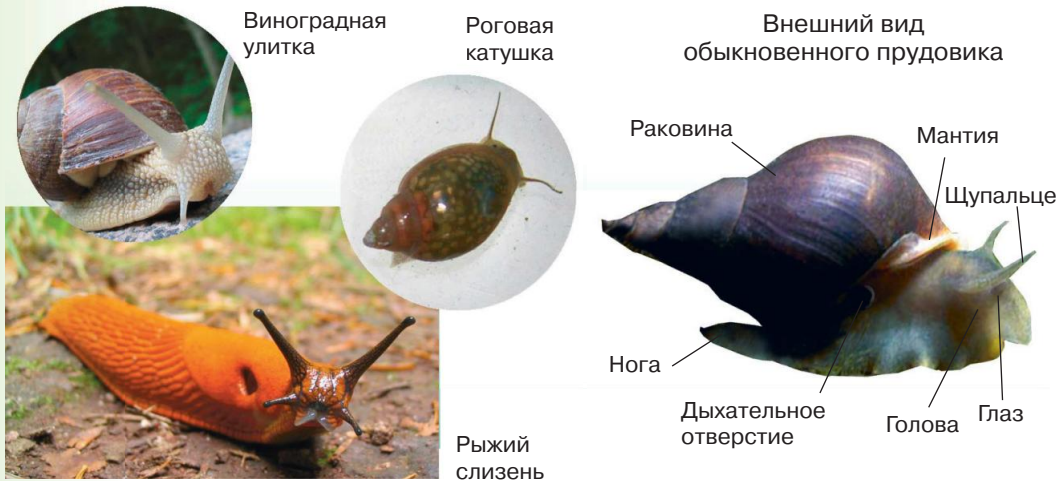 Виноградная
улитка
Роговая
катушка
Внешний вид
обыкновенного прудовика
Раковина
Мантия
Щупальце
Нога
Дыхательное
отверстие
Голова
Глаз
Рыжий
слизень